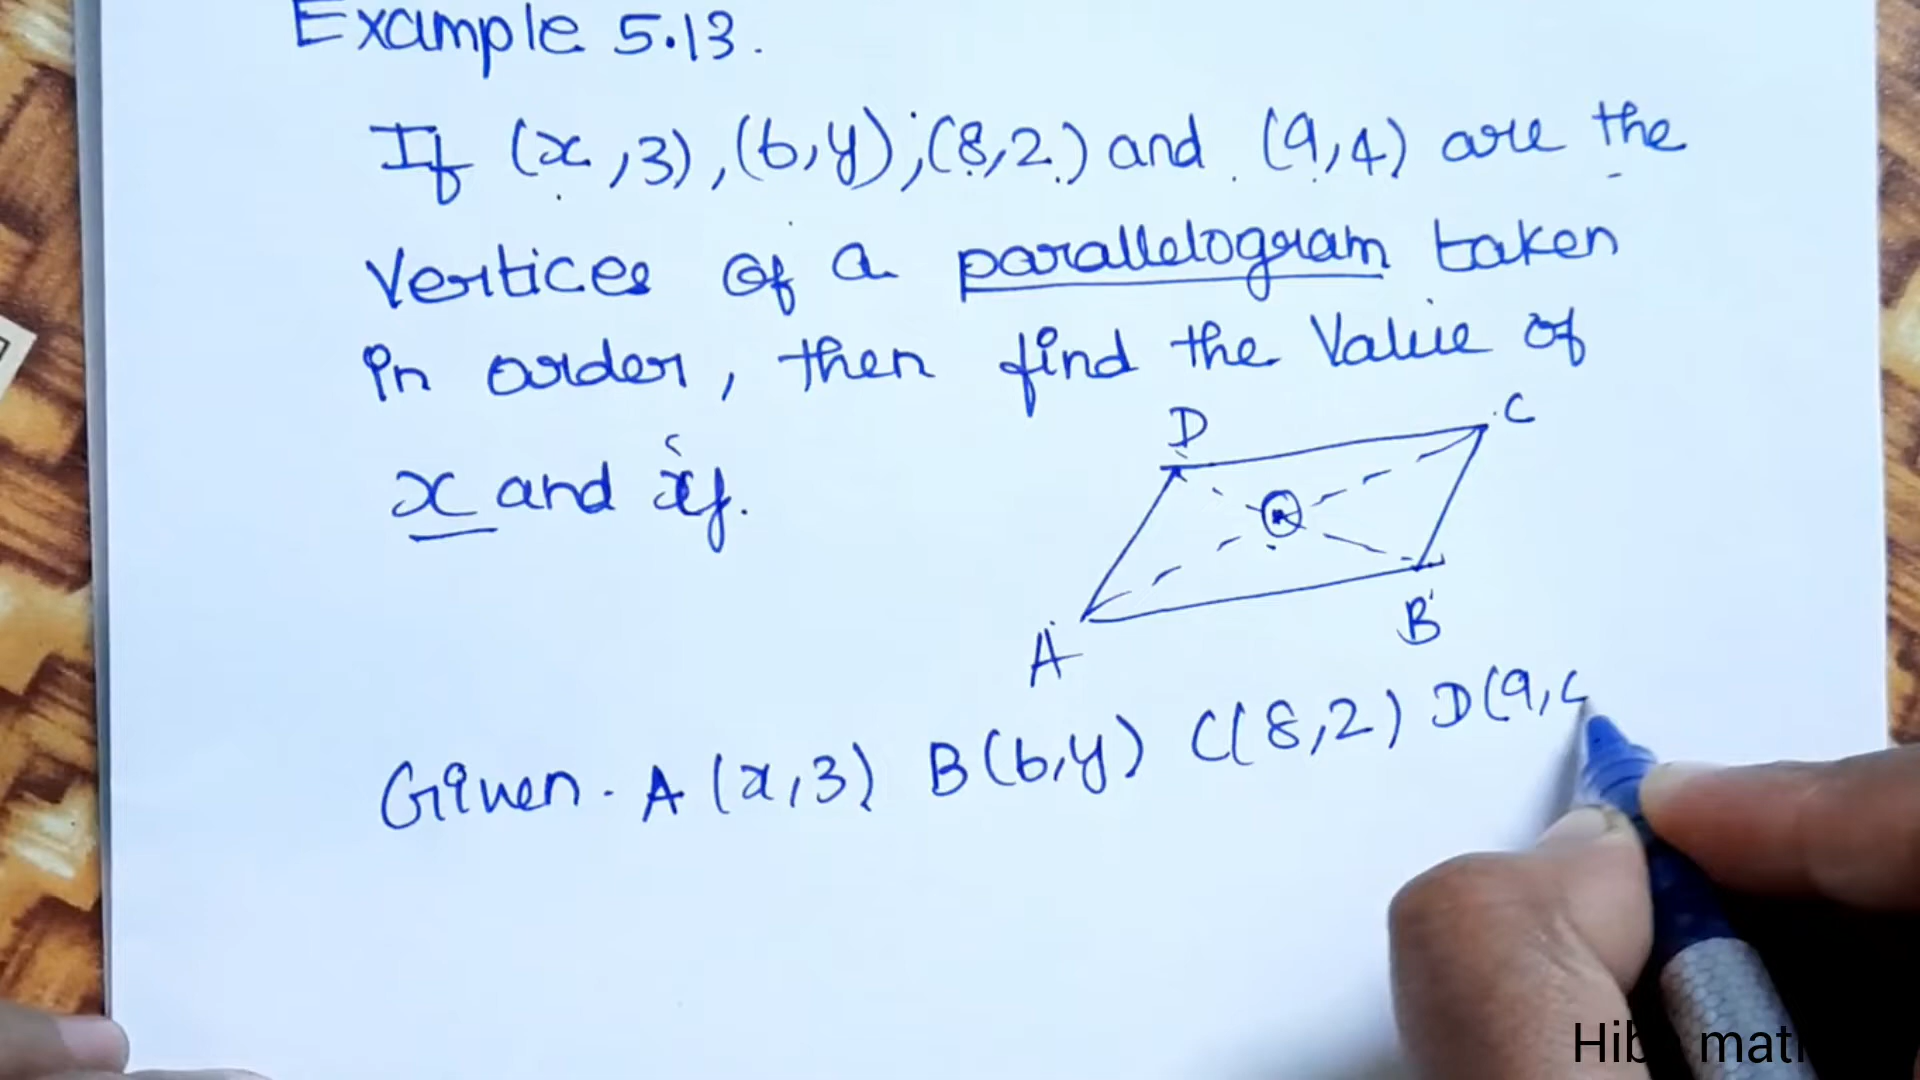 Example 5.13.
If (x,3), (6,y), (8,2) and (9,4) are the
vertices of a parallelogram taken
in order, then find the Value of
x and y.
D C
A B
Given. A (x,3) B(6,y) C(8,2) D(9,
Hib mat